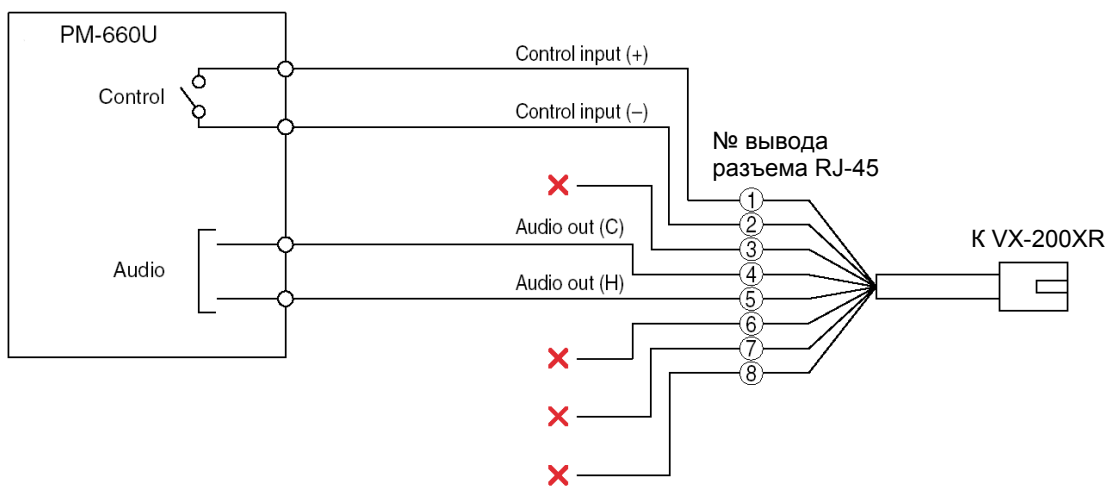 PM-660U
Control
Control input (+)
Control input (–)
№ вывода
разъема RJ-45
1
2
3
Audio out (C)
4
К VX-200XR
Audio
Audio out (H)
5
6
7
8